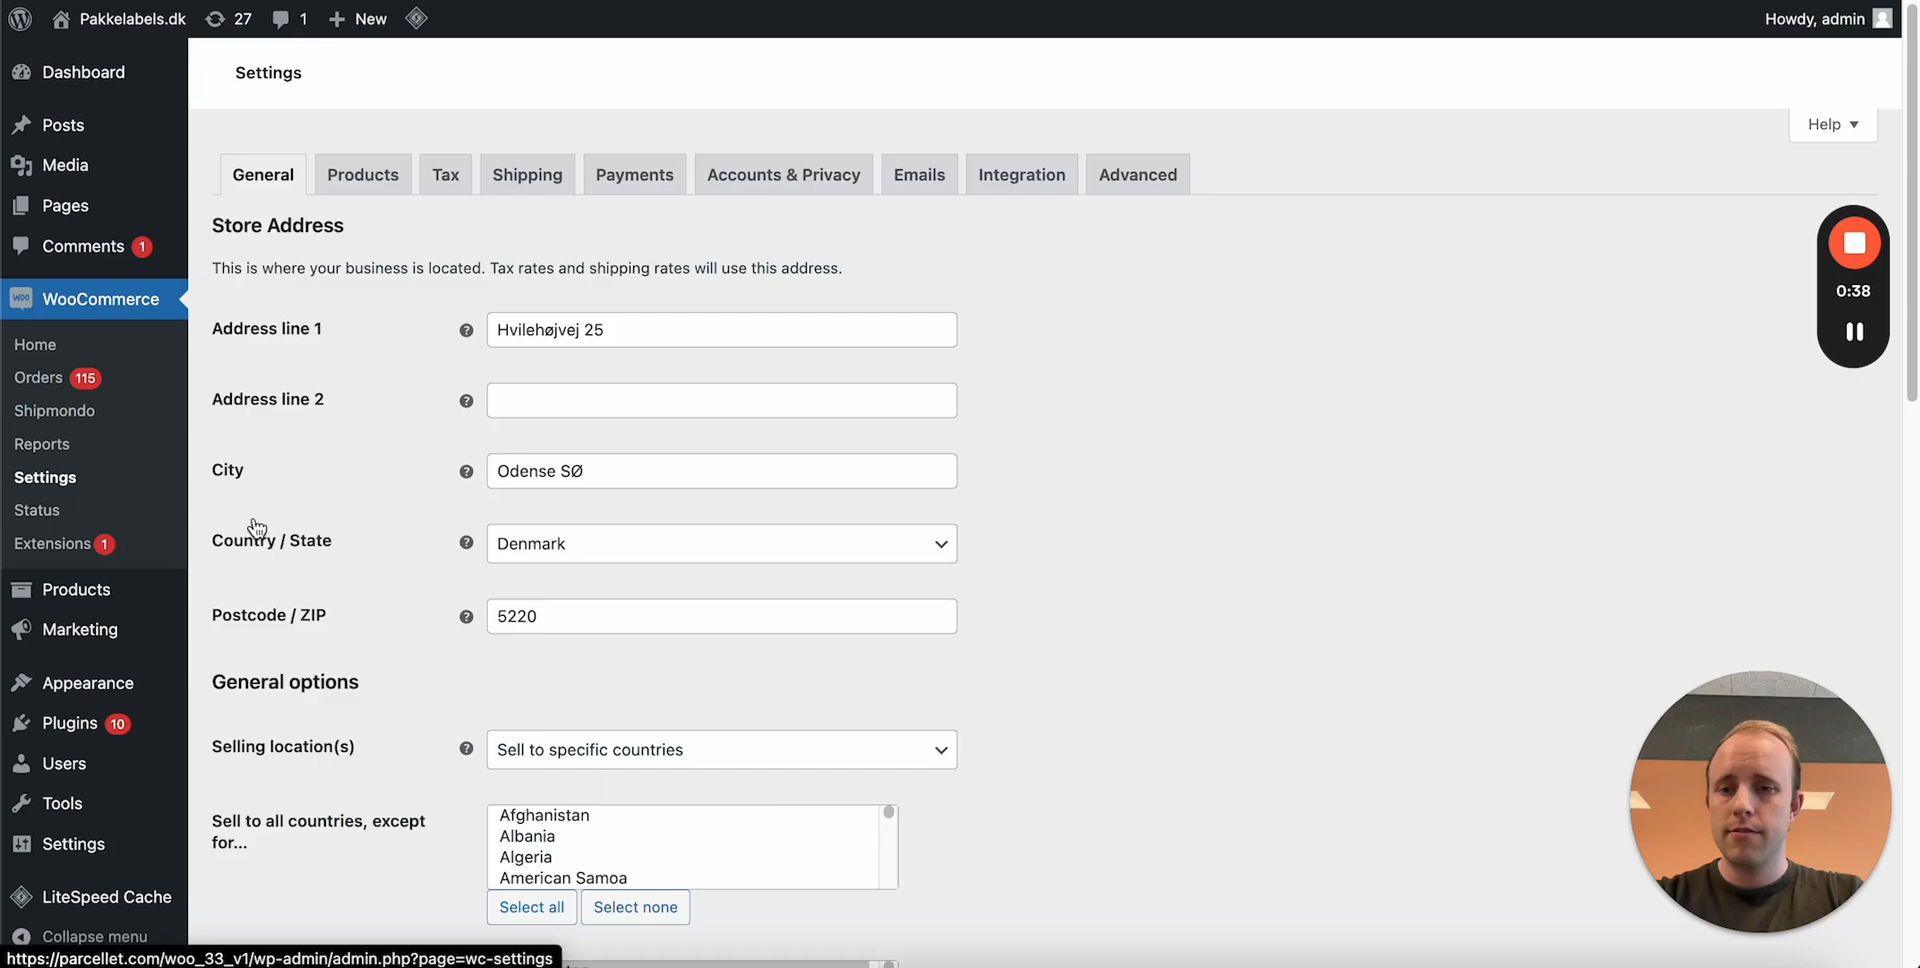 Pakkelabels.dk 27 1 New Howdy, admin
Dashboard
Posts
Media
Pages
Comments 1
WOO WooCommerce
Home
Orders 115
Shipmondo
Reports
Settings
Status
Extensions 1
Products
Marketing
Appearance
Plugins 10
Users
Tools
Settings
LiteSpeed Cache
Collapse menu
Settings
Help
General Products Tax Shipping Payments Accounts & Privacy Emails Integration Advanced
Store Address
This is where your business is located. Tax rates and shipping rates will use this address.
Address line 1 Hvilehøjvej 25
Address line 2
City Odense SØ
Country / State Denmark
Postcode / ZIP 5220
General options
Selling location(s) Sell to specific countries
Sell to all countries, except
for...
Afghanistan
Albania
Algeria
American Samoa
Select all Select none
0:38
https://parcellet.com/woo_33_v1/wp-admin/admin.php?page=wc-settings